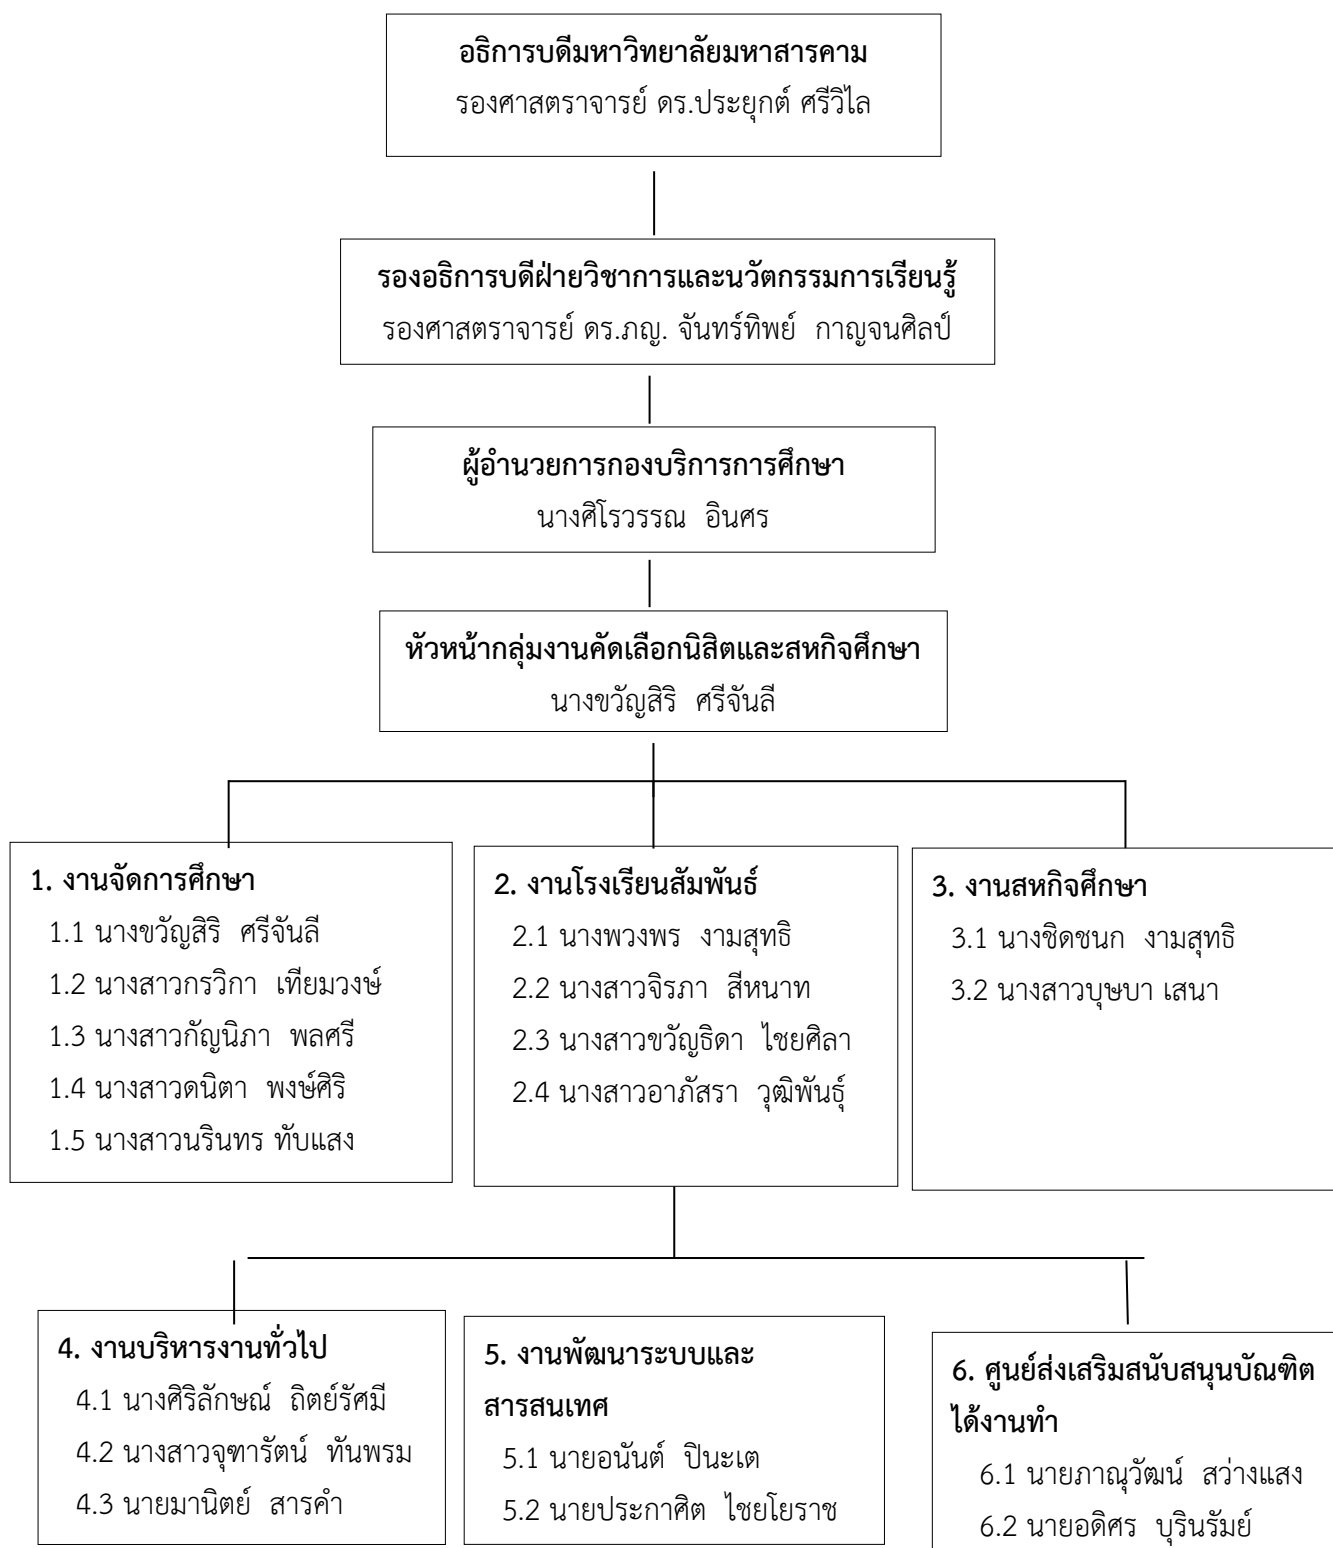 อธิการบดีมหาวิทยาลัยมหาสารคาม
รองศาสตราจารย์ ดร.ประยุกต์ ศรีวิไล
รองอธิการบดีฝ่ายวิชาการและนวัตกรรมการเรียนรู้
รองศาสตราจารย์ ดร.ภญ. จันทร์ทิพย์ กาญจนศิลป์
ผู้อำนวยการกองบริการการศึกษา
นางศิโรวรรณ อินศร
หัวหน้ากลุ่มงานคัดเลือกนิสิตและสหกิจศึกษา
นางขวัญสิริ ศรีจันลี
1. งานจัดการศึกษา
1.1 นางขวัญสิริ ศรีจันลี
1.2 นางสาวกรวิกา เทียมวงษ์
1.3 นางสาวกัญนิภา พลศรี
1.4 นางสาวดนิตา พงษ์ศิริ
1.5 นางสาวนรินทร ทับแสง
2. งานโรงเรียนสัมพันธ์
2.1 นางพวงพร งามสุทธิ
2.2 นางสาวจิรภา สีหนาท
2.3 นางสาวขวัญธิดา ไชยศิลา
2.4 นางสาวอาภัสรา วุฒิพันธุ์
3. งานสหกิจศึกษา
3.1 นางชิดชนก งามสุทธิ
3.2 นางสาวบุษบา เสนา
4. งานบริหารงานทั่วไป
4.1 นางศิริลักษณ์ ถิตย์รัศมี
4.2 นางสาวจุฑารัตน์ ทันพรม
4.3 นายมานิตย์ สารคำ
5. งานพัฒนาระบบและ
สารสนเทศ
5.1 นายอนันต์ ปินะเต
5.2 นายประกาศิต ไชยโยราช
6. ศูนย์ส่งเสริมสนับสนุนบัณฑิต
ได้งานทำ
6.1 นายภาณุวัฒน์ สว่างแสง
6.2 นายอดิศร บุรินรัมย์